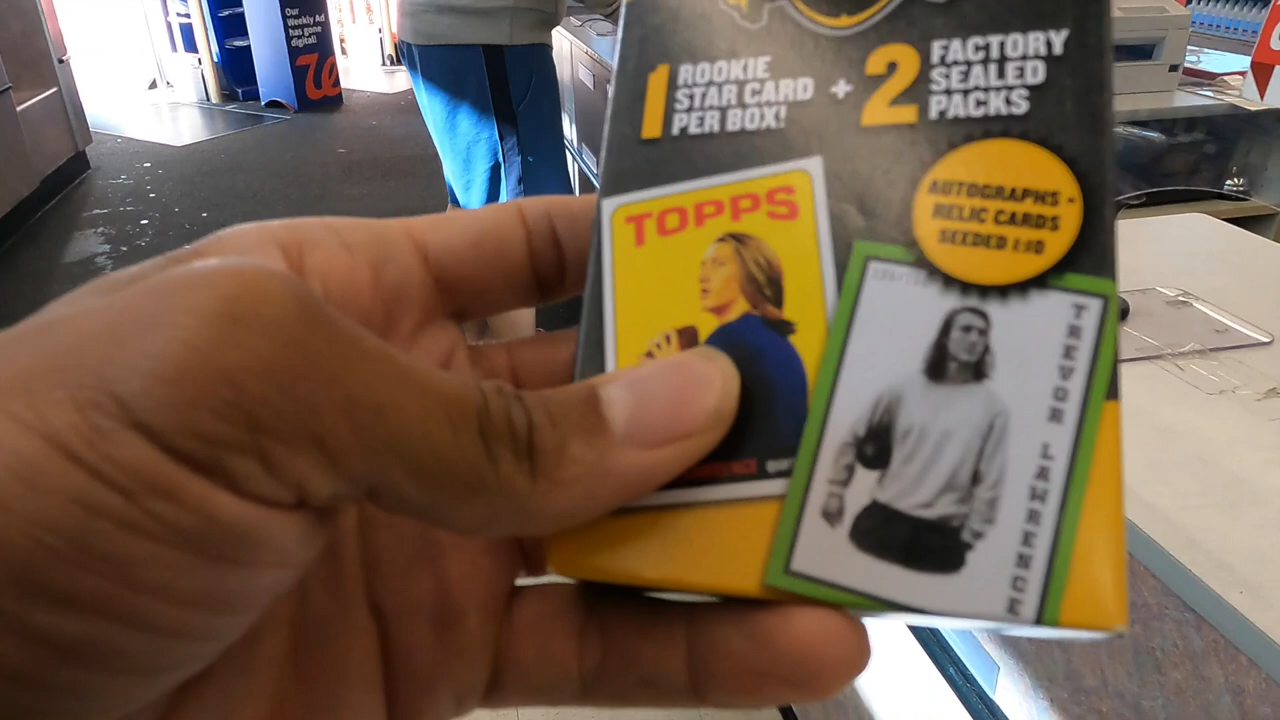 Our
Weekly Ad
has gone
digital!
W
1 ROOKIE
STAR CARD
PER BOX!
+
2 FACTORY
SEALED
PACKS
AUTOGRAPHS -
RELIC CARDS
SEEDED 1:10
TOPPS
TREVOR LAWRENCE